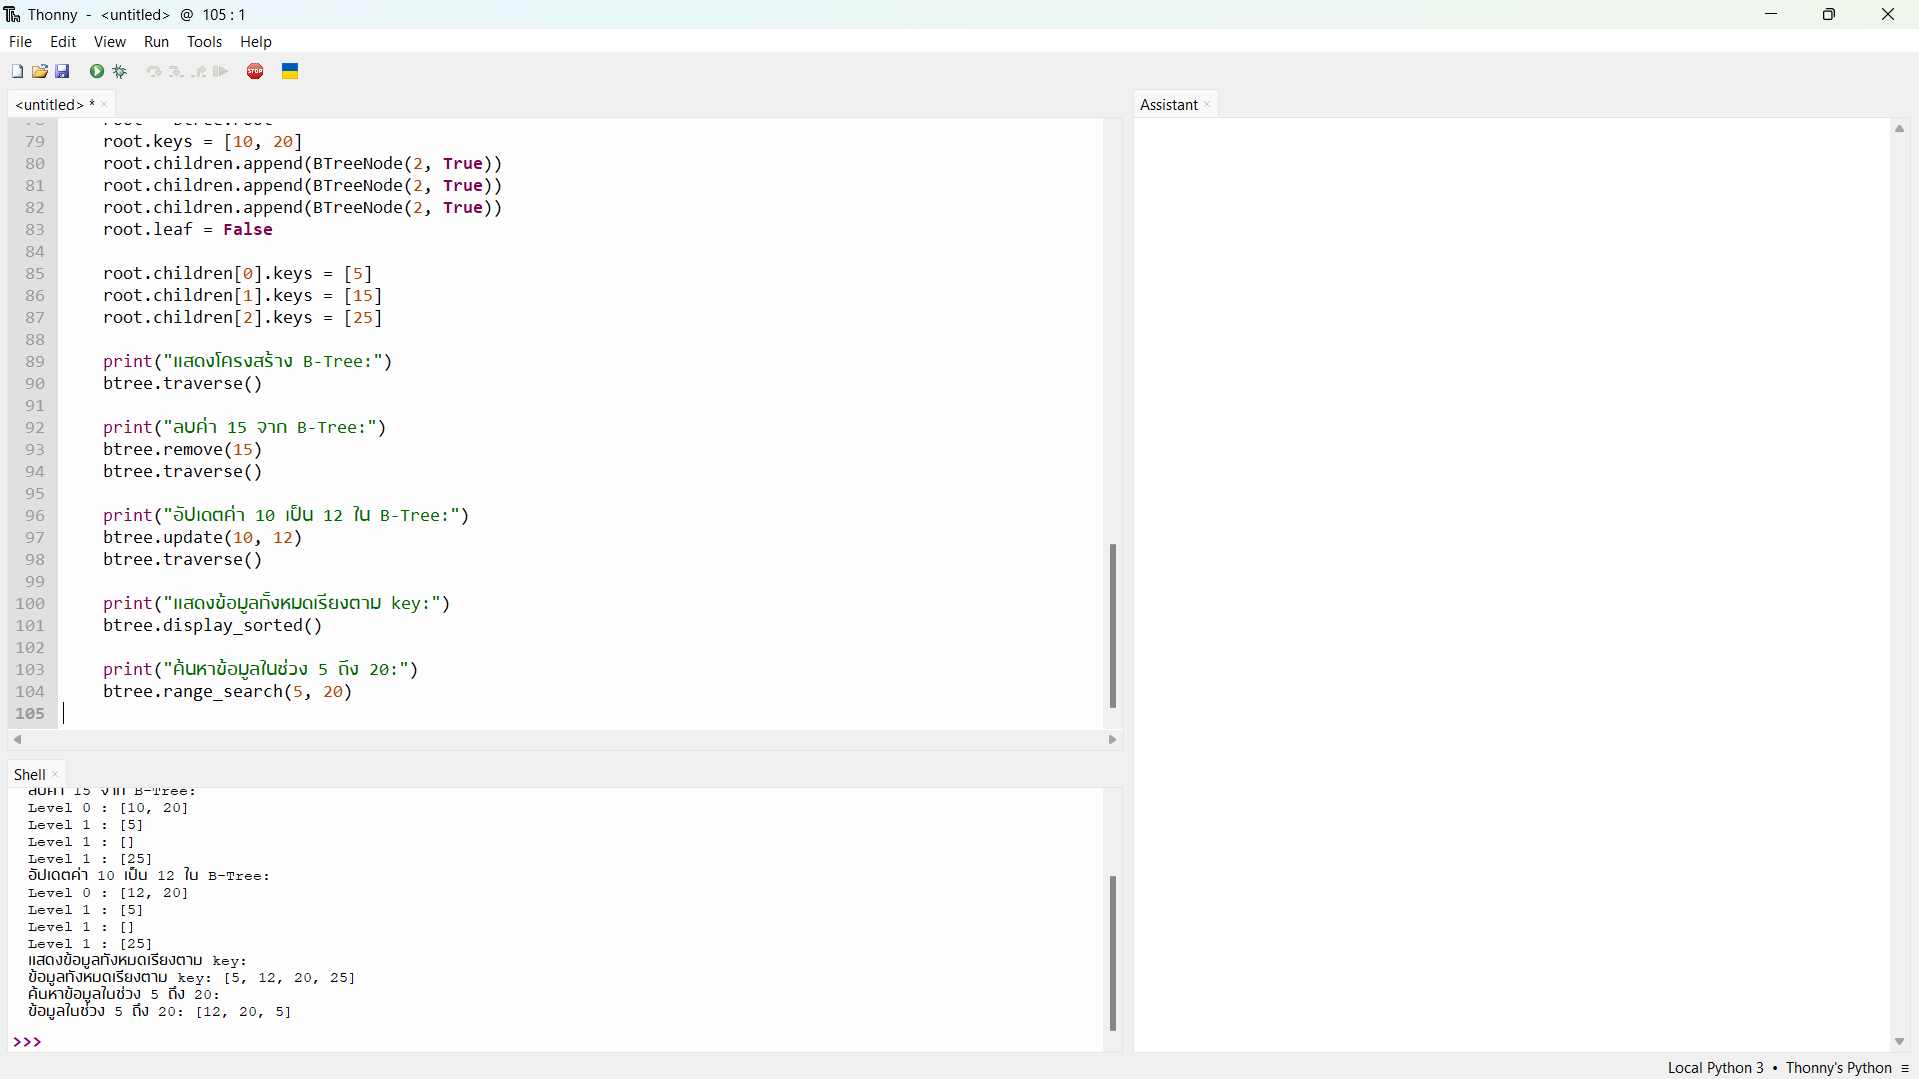 Thonny - <untitled> @ 105 : 1
File Edit View Run Tools Help
<untitled> *
79 root.keys = [10, 20]
80 root.children.append(BTreeNode(2, True))
81 root.children.append(BTreeNode(2, True))
82 root.children.append(BTreeNode(2, True))
83 root.leaf = False
84
85 root.children[0].keys = [5]
86 root.children[1].keys = [15]
87 root.children[2].keys = [25]
88
89 print("แสดงโครงสร้าง B-Tree:")
90 btree.traverse()
91
92 print("ลบค่า 15 จาก B-Tree:")
93 btree.remove(15)
94 btree.traverse()
95
96 print("อัปเดตค่า 10 เป็น 12 ใน B-Tree:")
97 btree.update(10, 12)
98 btree.traverse()
99
100 print("แสดงข้อมูลทั้งหมดเรียงตาม key:")
101 btree.display_sorted()
102
103 print("ค้นหาข้อมูลในช่วง 5 ถึง 20:")
104 btree.range_search(5, 20)
105
Shell
ลบค่า 15 จาก B-Tree:
Level 0 : [10, 20]
Level 1 : [5]
Level 1 : []
Level 1 : [25]
อัปเดตค่า 10 เป็น 12 ใน B-Tree:
Level 0 : [12, 20]
Level 1 : [5]
Level 1 : []
Level 1 : [25]
แสดงข้อมูลทั้งหมดเรียงตาม key:
ข้อมูลทั้งหมดเรียงตาม key: [5, 12, 20, 25]
ค้นหาข้อมูลในช่วง 5 ถึง 20:
ข้อมูลในช่วง 5 ถึง 20: [12, 20, 5]
>>>
Assistant
Local Python 3 • Thonny's Python ≡